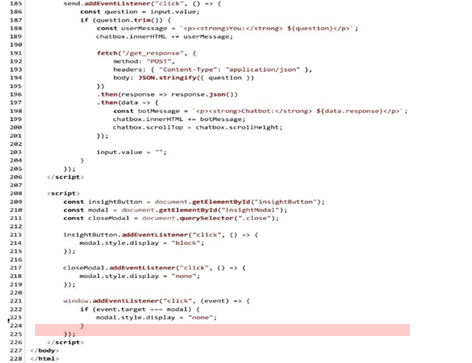 185 send.addEventListener("click", () => {
186 const question = input.value;
187 if (question.trim()) {
188 const userMessage = `<p><strong>You:</strong> ${question}</p>`;
189 chatbox.innerHTML += userMessage;
190
191 fetch("/get_response", {
192 method: "POST",
193 headers: { "Content-Type": "application/json" },
194 body: JSON.stringify({ question })
195 })
196 .then(response => response.json())
197 .then(data => {
198 const botMessage = `<p><strong>Chatbot:</strong> ${data.response}</p>`;
199 chatbox.innerHTML += botMessage;
200 chatbox.scrollTop = chatbox.scrollHeight;
201 });
202
203 input.value = "";
204 }
205 });
206 </script>
207
208 <script>
209 const insightButton = document.getElementById("insightButton");
210 const modal = document.getElementById("insightModal");
211 const closeModal = document.querySelector(".close");
212
213 insightButton.addEventListener("click", () => {
214 modal.style.display = "block";
215 });
216
217 closeModal.addEventListener("click", () => {
218 modal.style.display = "none";
219 });
220
221 window.addEventListener("click", (event) => {
222 if (event.target === modal) {
223 modal.style.display = "none";
224 }
225 });
226 </script>
227 </body>
228 </html>